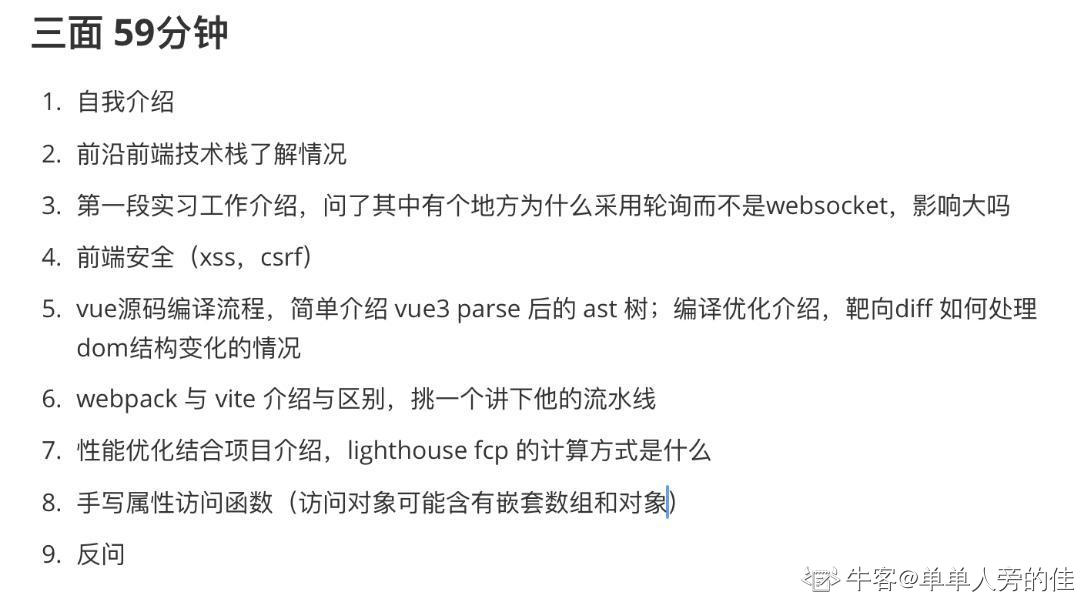 三面 59分钟
1. 自我介绍
2. 前沿前端技术栈了解情况
3. 第一段实习工作介绍，问了其中有个地方为什么采用轮询而不是websocket，影响大吗
4. 前端安全（xss，csrf）
5. vue源码编译流程，简单介绍 vue3 parse 后的 ast 树；编译优化介绍，靶向diff 如何处理
dom结构变化的情况
6. webpack 与 vite 介绍与区别，挑一个讲下他的流水线
7. 性能优化结合项目介绍，lighthouse fcp 的计算方式是什么
8. 手写属性访问函数（访问对象可能含有嵌套数组和对象）
9. 反问
牛客@单单人旁的佳